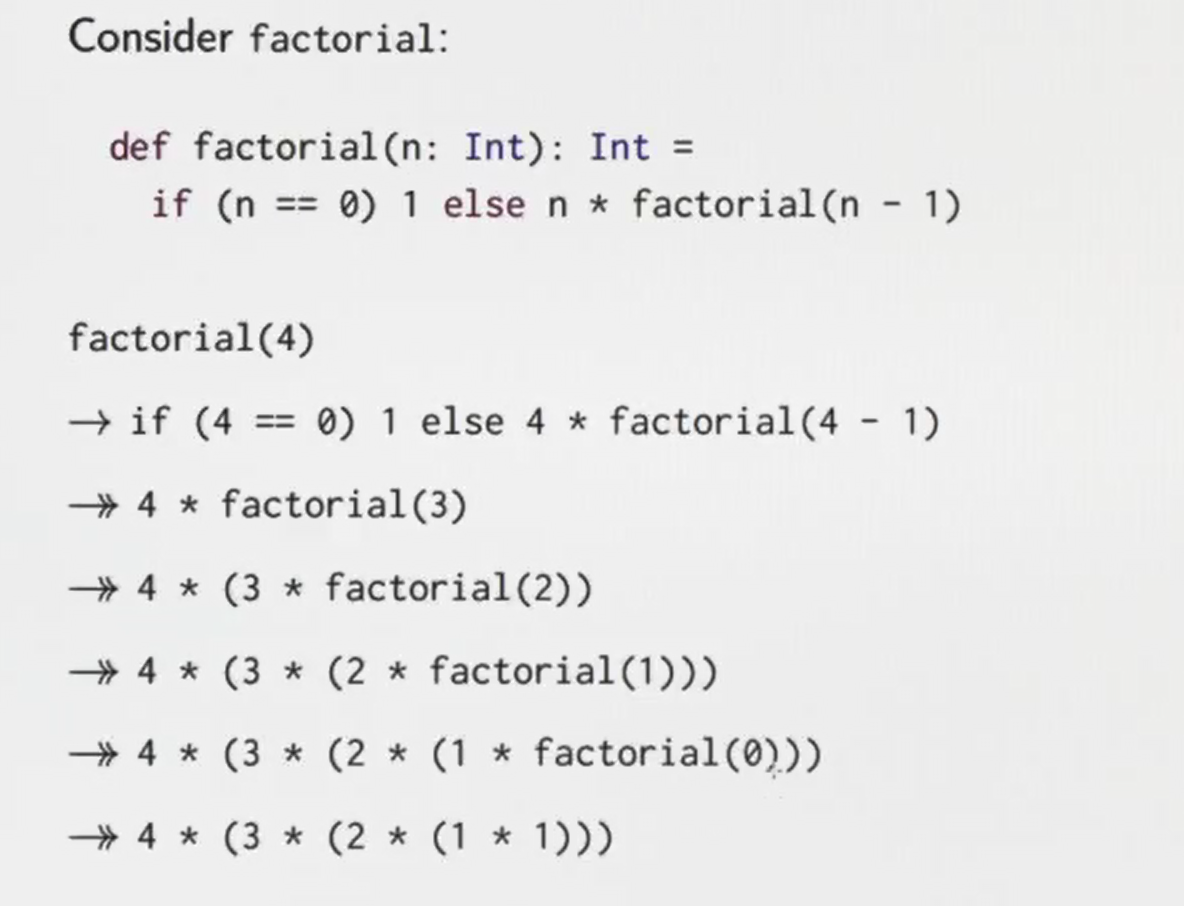 Consider factorial:
def factorial(n: Int): Int =
if (n == 0) 1 else n * factorial(n - 1)
factorial(4)
→ if (4 == 0) 1 else 4 * factorial(4 - 1)
↠ 4 * factorial(3)
↠ 4 * (3 * factorial(2))
↠ 4 * (3 * (2 * factorial(1)))
↠ 4 * (3 * (2 * (1 * factorial(0)))
↠ 4 * (3 * (2 * (1 * 1)))